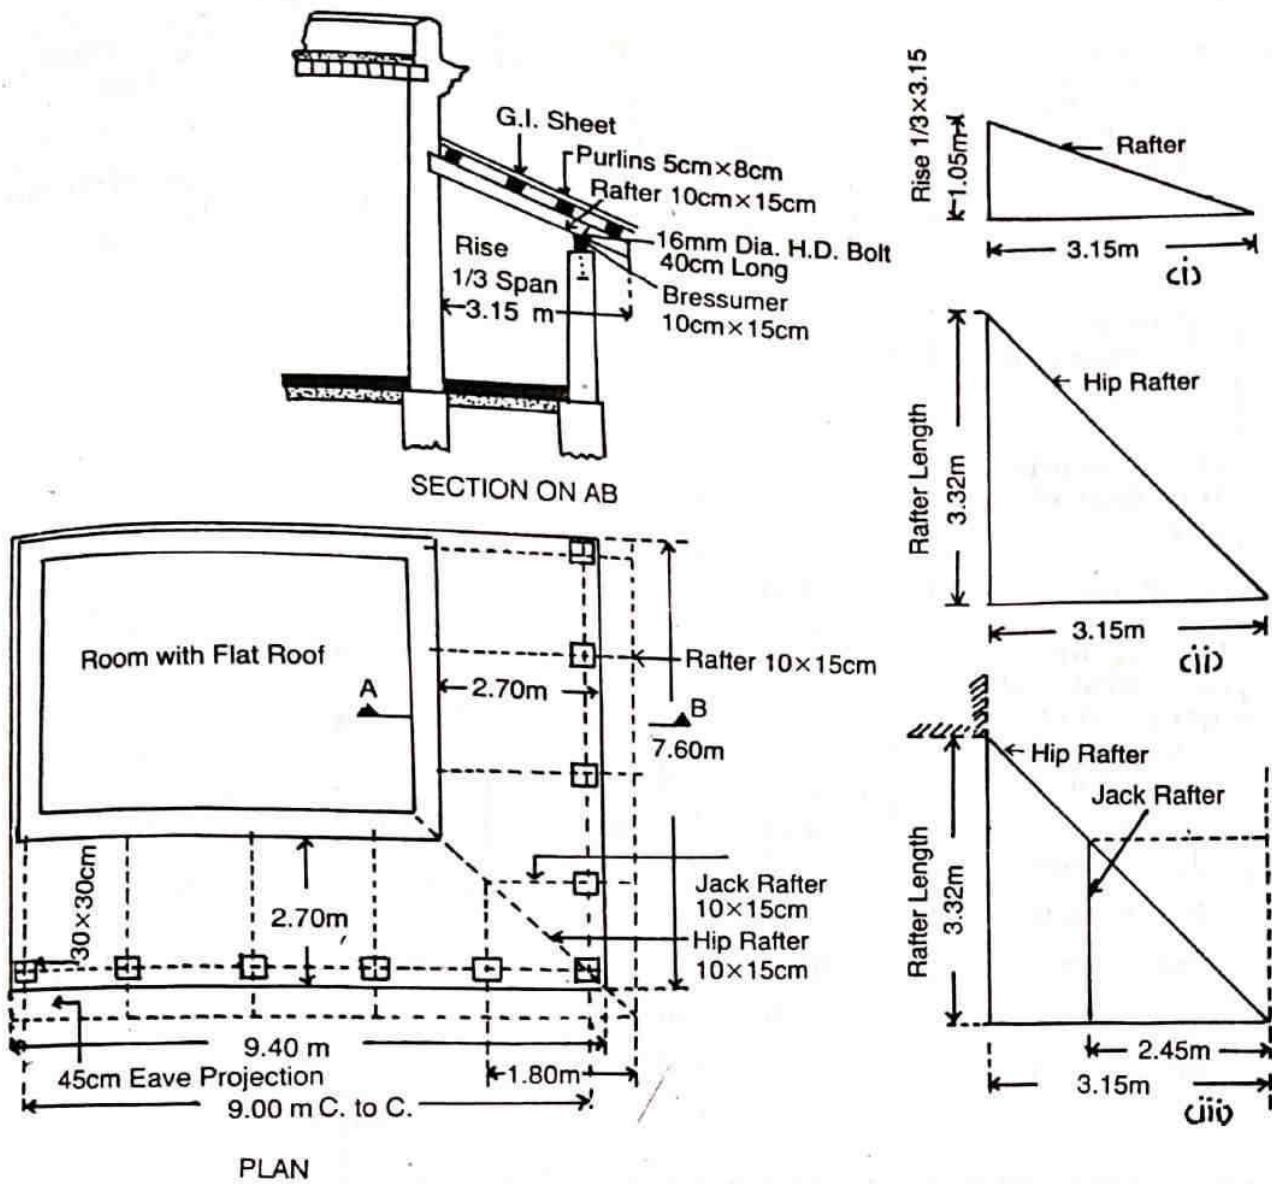 G.I. Sheet
Purlins 5cm×8cm
Rafter 10cm×15cm
16mm Dia. H.D. Bolt
40cm Long
Bressumer
10cm×15cm
Rise
1/3 Span
3.15 m
SECTION ON AB
Room with Flat Roof
A
B
2.70m
Rafter 10×15cm
7.60m
30×30cm
2.70m
Jack Rafter
10×15cm
Hip Rafter
10×15cm
9.40 m
45cm Eave Projection
1.80m
9.00 m C. to C.
PLAN
Rise 1/3×3.15
1.05m
Rafter
3.15m
(i)
Rafter Length
3.32m
Hip Rafter
3.15m
(ii)
Hip Rafter
Jack Rafter
Rafter Length
3.32m
2.45m
3.15m
(iii)